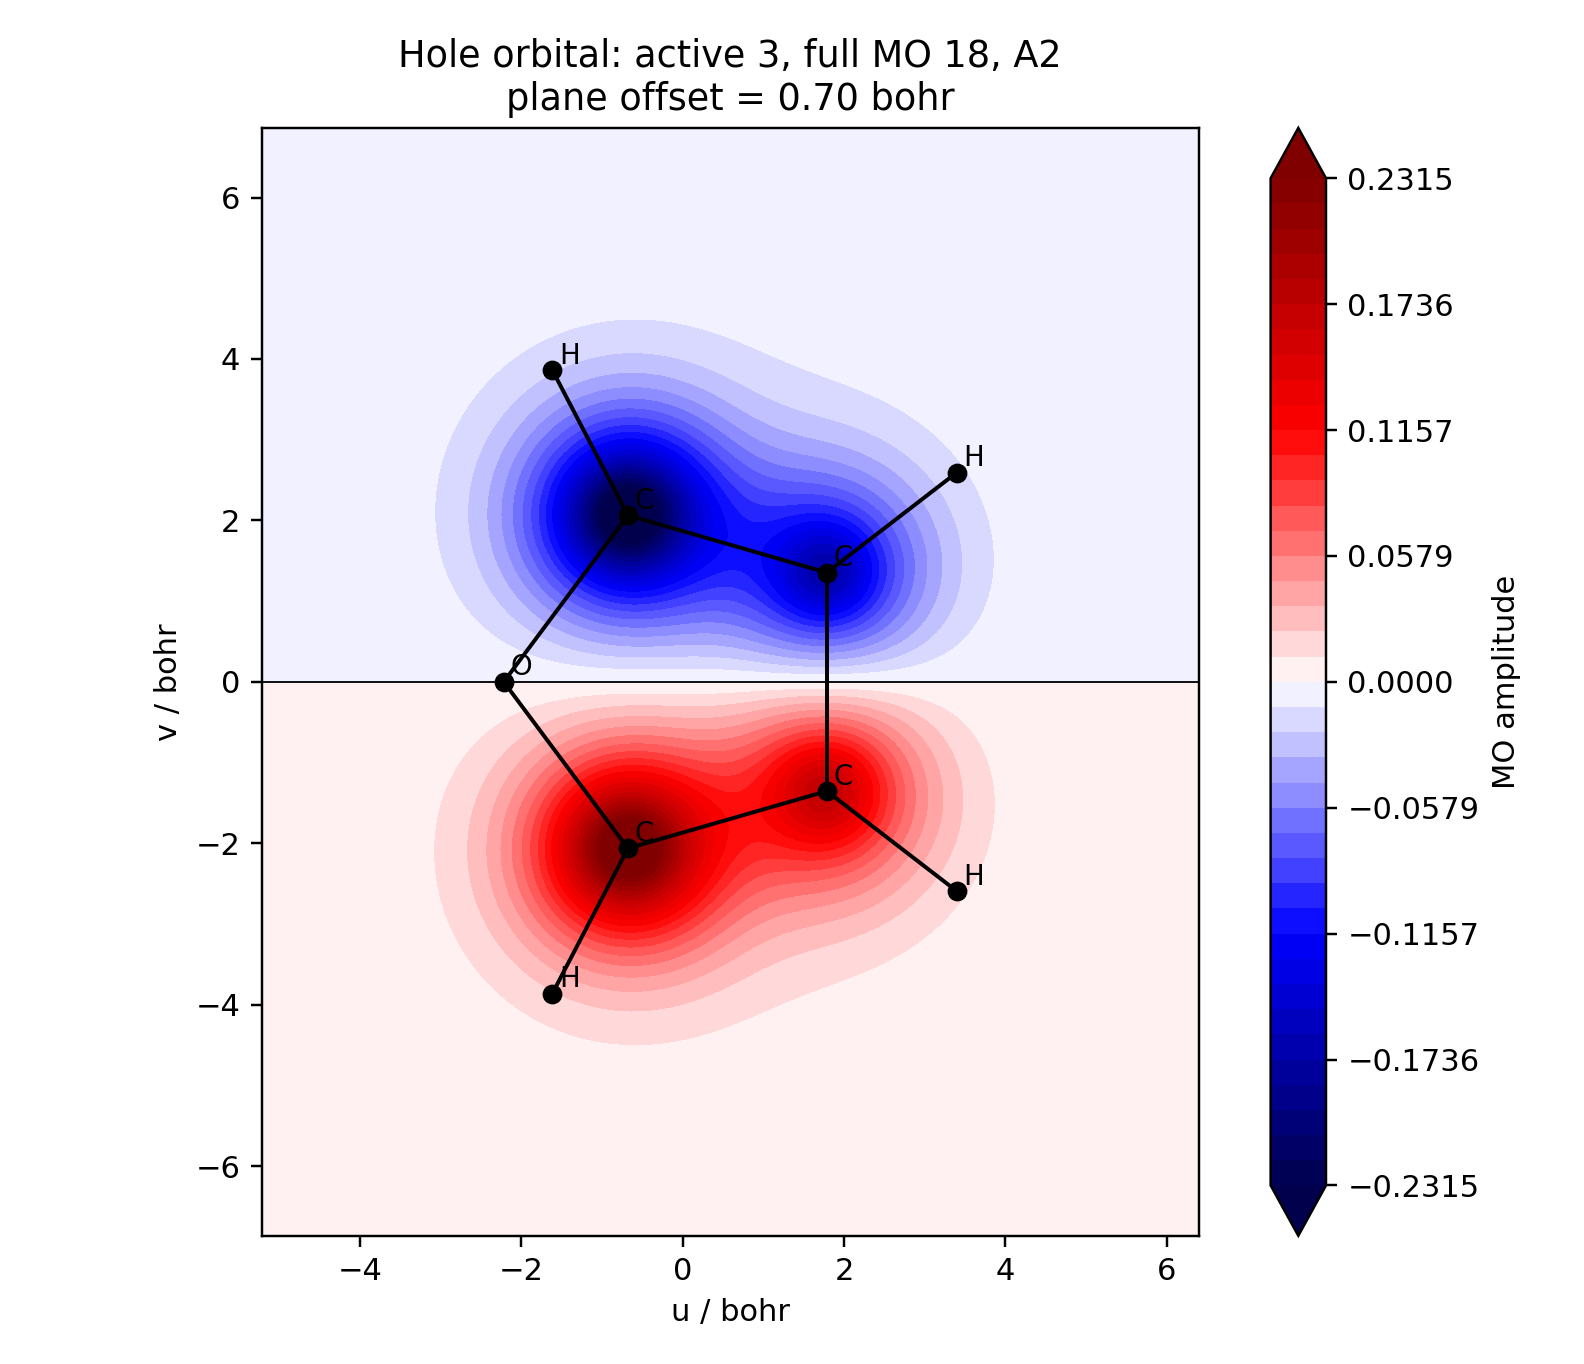 Hole orbital: active 3, full MO 18, A2
plane offset = 0.70 bohr
6
4
2
0
−2
−4
−6
v / bohr
H
H
C
C
O
C
C
H
H
−4
−2
0
2
4
6
u / bohr
0.2315
0.1736
0.1157
0.0579
0.0000
−0.0579
−0.1157
−0.1736
−0.2315
MO amplitude